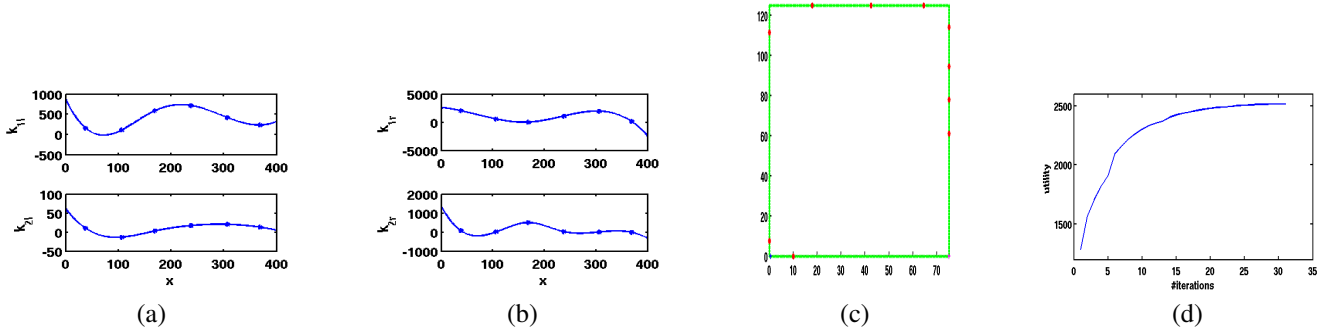 1000
500
0
-500
k1l
0 100 200 300 400
100
50
0
-50
k2l
0 100 200 300 400
x
(a)
5000
0
-5000
k1r
0 100 200 300 400
2000
1000
0
-1000
k2r
0 100 200 300 400
x
(b)
120
100
80
60
40
20
0
0 10 20 30 40 50 60 70
(c)
2500
2000
1500
utility
0 5 10 15 20 25 30 35
#iterations
(d)